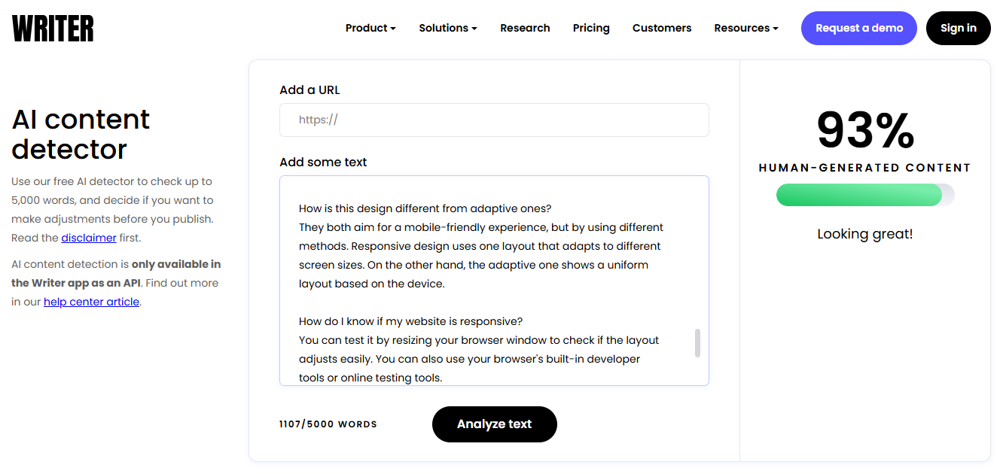 WRITER
Product
Solutions
Research
Pricing
Customers
Resources
Request a demo
Sign in
AI content
detector
Use our free AI detector to check up to
5,000 words, and decide if you want to
make adjustments before you publish.
Read the disclaimer first.
AI content detection is only available in
the Writer app as an API. Find out more
in our help center article.
Add a URL
https://
Add some text
How is this design different from adaptive ones?
They both aim for a mobile-friendly experience, but by using different
methods. Responsive design uses one layout that adapts to different
screen sizes. On the other hand, the adaptive one shows a uniform
layout based on the device.
How do I know if my website is responsive?
You can test it by resizing your browser window to check if the layout
adjusts easily. You can also use your browser's built-in developer
tools or online testing tools.
1107/5000 WORDS
Analyze text
93%
HUMAN-GENERATED CONTENT
Looking great!